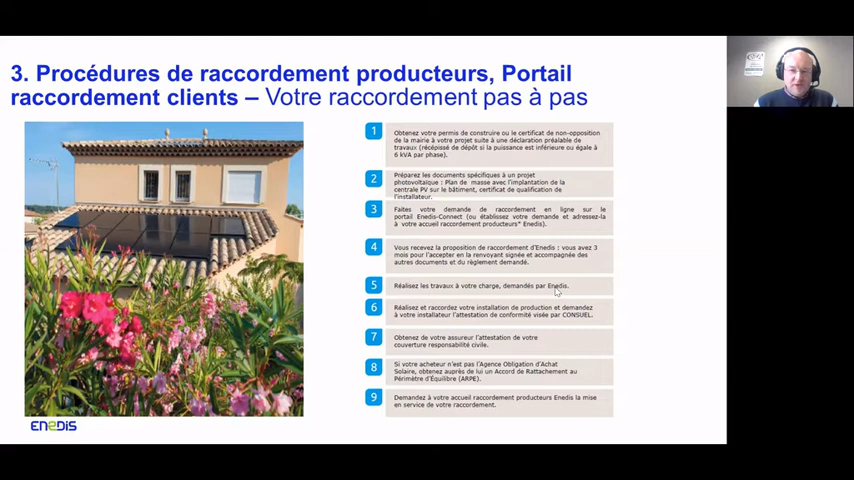 3. Procédures de raccordement producteurs, Portail
raccordement clients – Votre raccordement pas à pas
1
Obtenez votre permis de construire ou le certificat de non-opposition
de la mairie à votre projet suite à une déclaration préalable de
travaux (récépissé de dépôt si la puissance est inférieure ou égale à
6 kVA par phase).
2
Préparez les documents spécifiques à un projet
photovoltaïque : Plan de masse avec l'implantation de la
centrale PV sur le bâtiment, certificat de qualification de
l'installateur.
3
Faites votre demande de raccordement en ligne sur le
portail Enedis-Connect (ou établissez votre demande et adressez-la
à votre accueil raccordement producteurs* Enedis).
4
Vous recevez la proposition de raccordement d'Enedis : vous avez 3
mois pour l'accepter en la renvoyant signée et accompagnée des
autres documents et du règlement demandé.
5
Réalisez les travaux à votre charge, demandés par Enedis.
6
Réalisez et raccordez votre installation de production et demandez
à votre installateur l'attestation de conformité visée par CONSUEL.
7
Obtenez de votre assureur l'attestation de votre
couverture responsabilité civile.
8
Si votre acheteur n'est pas l'Agence Obligation d'Achat
Solaire, obtenez auprès de lui un Accord de Rattachement au
Périmètre d'Équilibre (ARPE).
9
Demandez à votre accueil raccordement producteurs Enedis la mise
en service de votre raccordement.
ENEDIS